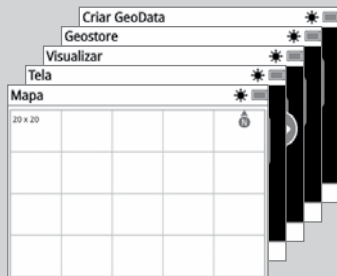 Criar GeoData
Geostore
Visualizar
Tela
Mapa
20 x 20
N